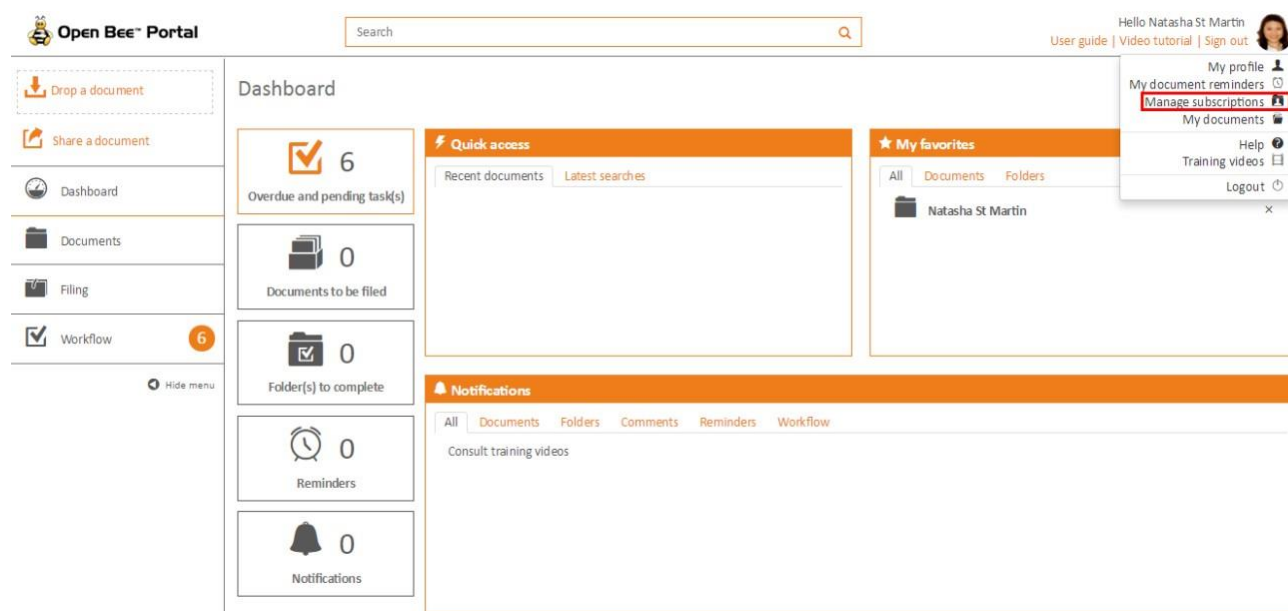 Open Bee™ Portal
Search
Hello Natasha St Martin
User guide | Video tutorial | Sign out
My profile
My document reminders
Manage subscriptions
My documents
Help
Training videos
Logout
Drop a document
Share a document
Dashboard
Documents
Filing
Workflow 6
Hide menu
Dashboard
6
Overdue and pending task(s)
0
Documents to be filed
0
Folder(s) to complete
0
Reminders
0
Notifications
Quick access
Recent documents Latest searches
My favorites
All Documents Folders
Natasha St Martin ×
Notifications
All Documents Folders Comments Reminders Workflow
Consult training videos